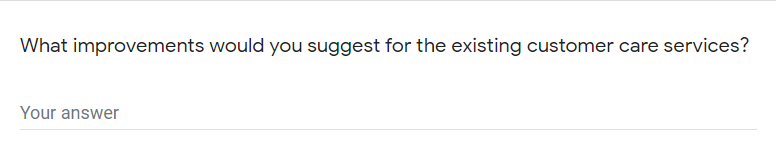 What improvements would you suggest for the existing customer care services?
Your answer